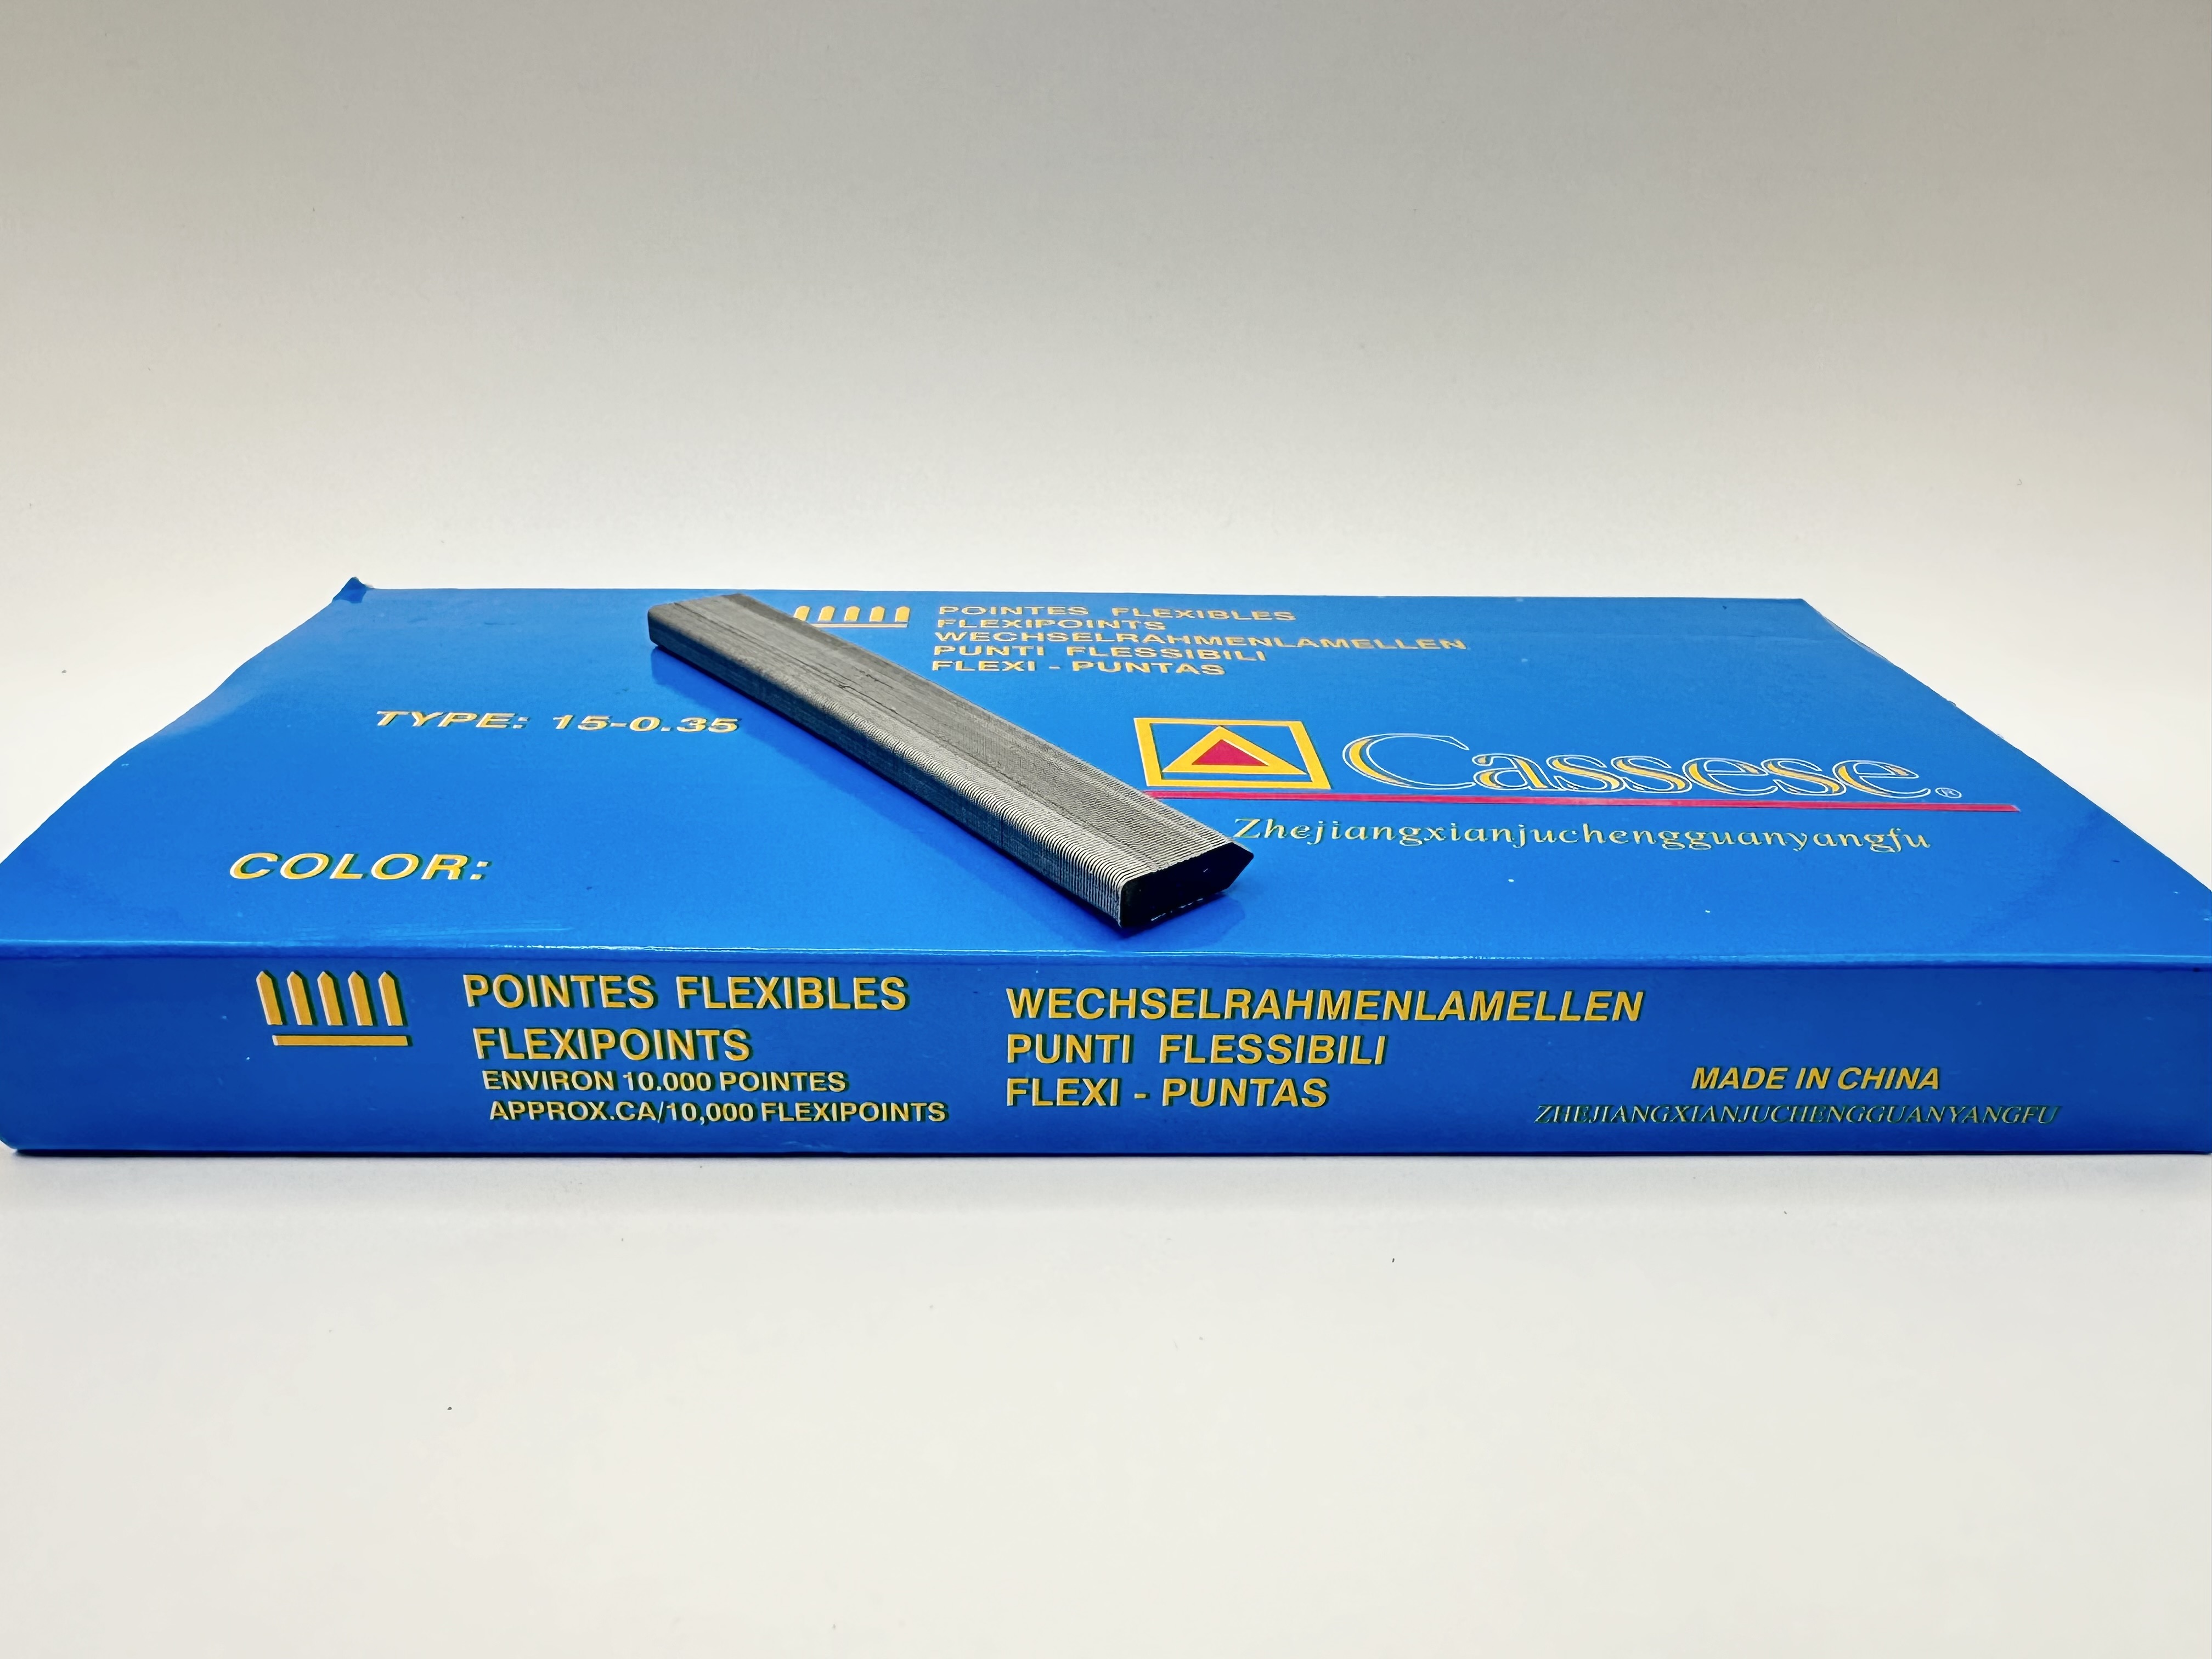 POINTES FLEXIBLES
FLEXIPOINTS
WECHSELRAHMENLAMELLEN
PUNTI FLESSIBILI
FLEXI - PUNTAS
TYPE: 15-0.35
Cassese®
Zhejiangxianjuchengguanyangfu
COLOR:
POINTES FLEXIBLES
FLEXIPOINTS
ENVIRON 10.000 POINTES
APPROX.CA/10,000 FLEXIPOINTS
WECHSELRAHMENLAMELLEN
PUNTI FLESSIBILI
FLEXI - PUNTAS
MADE IN CHINA
ZHEJIANGXIANJUCHENGGUANYANGFU